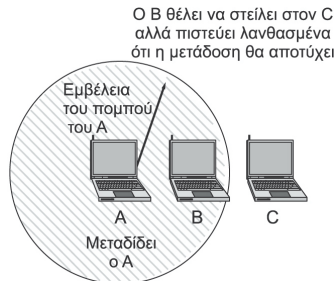 Ο Β θέλει να στείλει στον C
αλλά πιστεύει λανθασμένα
ότι η μετάδοση θα αποτύχει
Εμβέλεια
του πομπού
του Α
Α
Β
C
Μεταδίδει
ο Α